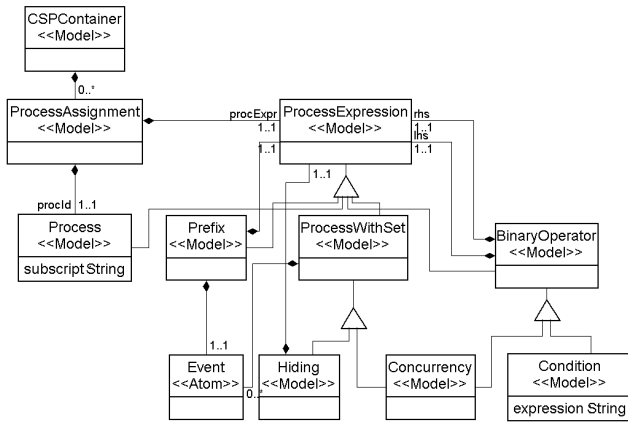 CSPContainer
<<Model>>
0..*
ProcessAssignment
<<Model>>
procExpr
1..1
ProcessExpression
<<Model>>
rhs
1..1
lhs
1..1
1..1
1..1
procId
1..1
Process
<<Model>>
subscript String
Prefix
<<Model>>
ProcessWithSet
<<Model>>
BinaryOperator
<<Model>>
1..1
Event
<<Atom>>
0..*
Hiding
<<Model>>
Concurrency
<<Model>>
Condition
<<Model>>
expression String